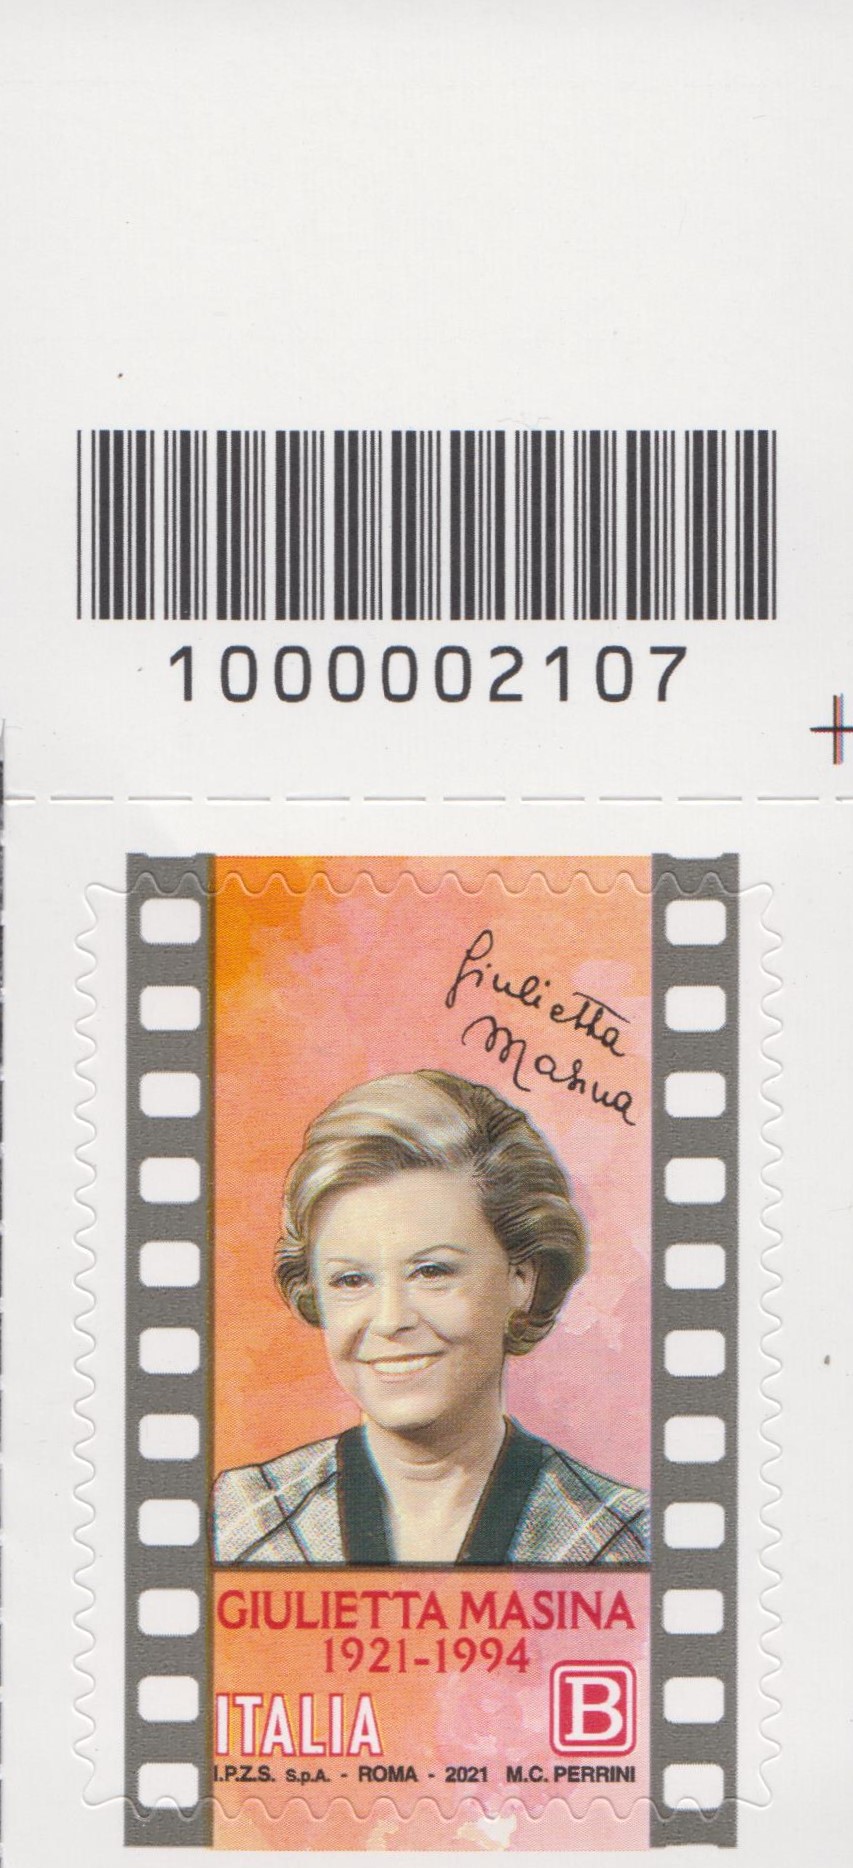 1000002107
Giulietta
Masina
GIULIETTA MASINA
1921-1994
ITALIA
B
I.P.Z.S. S.p.A. - ROMA - 2021 M.C. PERRINI